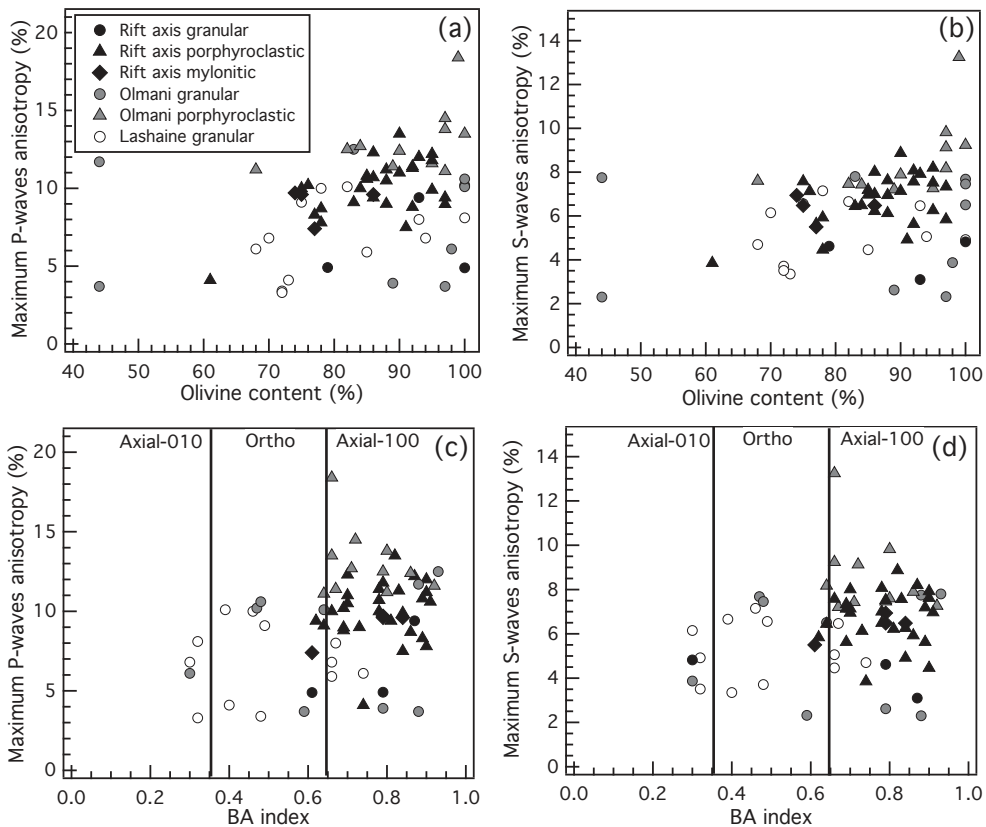 (a)
Maximum P-waves anisotropy (%)
20
15
10
5
0
Rift axis granular
Rift axis porphyroclastic
Rift axis mylonitic
Olmani granular
Olmani porphyroclastic
Lashaine granular
40 50 60 70 80 90 100
Olivine content (%)
(b)
Maximum S-waves anisotropy (%)
14
12
10
8
6
4
2
0
40 50 60 70 80 90 100
Olivine content (%)
(c)
Axial-010 Ortho Axial-100
Maximum P-waves anisotropy (%)
20
15
10
5
0
0.0 0.2 0.4 0.6 0.8 1.0
BA index
(d)
Axial-010 Ortho Axial-100
Maximum S-waves anisotropy (%)
14
12
10
8
6
4
2
0
0.0 0.2 0.4 0.6 0.8 1.0
BA index